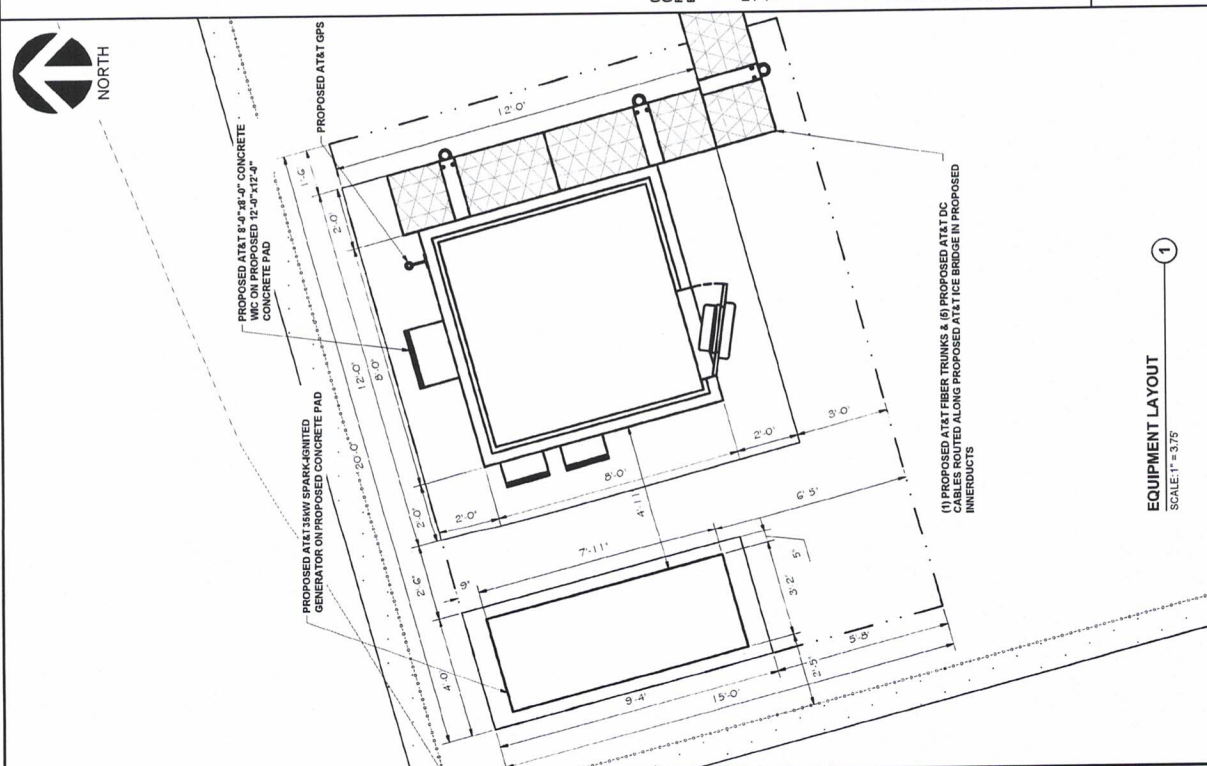 NORTH
PROPOSED AT&T GPS
PROPOSED AT&T 8'-0"x8'-0" CONCRETE
WIC ON PROPOSED 12'-0"x12'-0"
CONCRETE PAD
PROPOSED AT&T 35kW SPARK-IGNITED
GENERATOR ON PROPOSED CONCRETE PAD
12'-0"
1'-6"
2'-0"
8'-0"
12'-0"
20'-0"
2'-0"
2'-6"
4'-0"
2'-0"
8'-0"
2'-0"
3'-0"
4'-11"
6'-5"
9"
7'-11"
5"
3'-2"
5'-8"
2'-5"
9'-4"
15'-0"
(1) PROPOSED AT&T FIBER TRUNKS & (6) PROPOSED AT&T DC
CABLES ROUTED ALONG PROPOSED AT&T ICE BRIDGE IN PROPOSED
INNERDUCTS
EQUIPMENT LAYOUT
SCALE: 1" = 3.75'
1